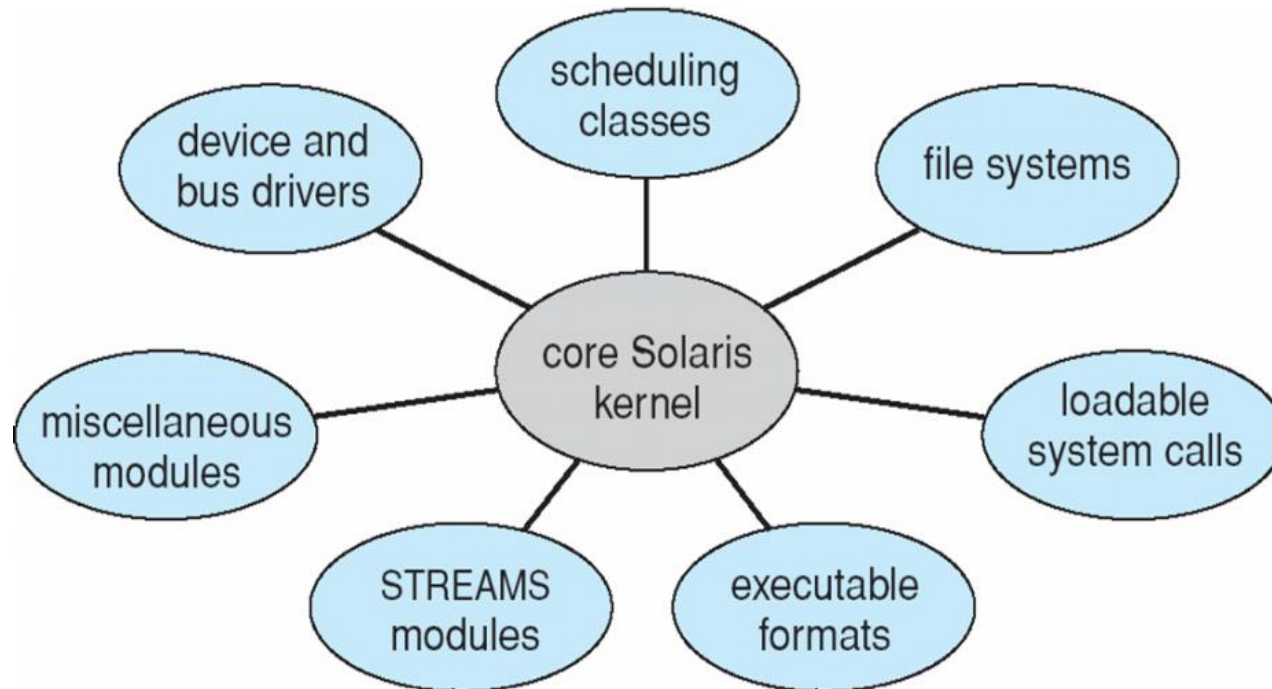 scheduling
classes
device and
bus drivers
file systems
core Solaris
kernel
miscellaneous
modules
loadable
system calls
STREAMS
modules
executable
formats